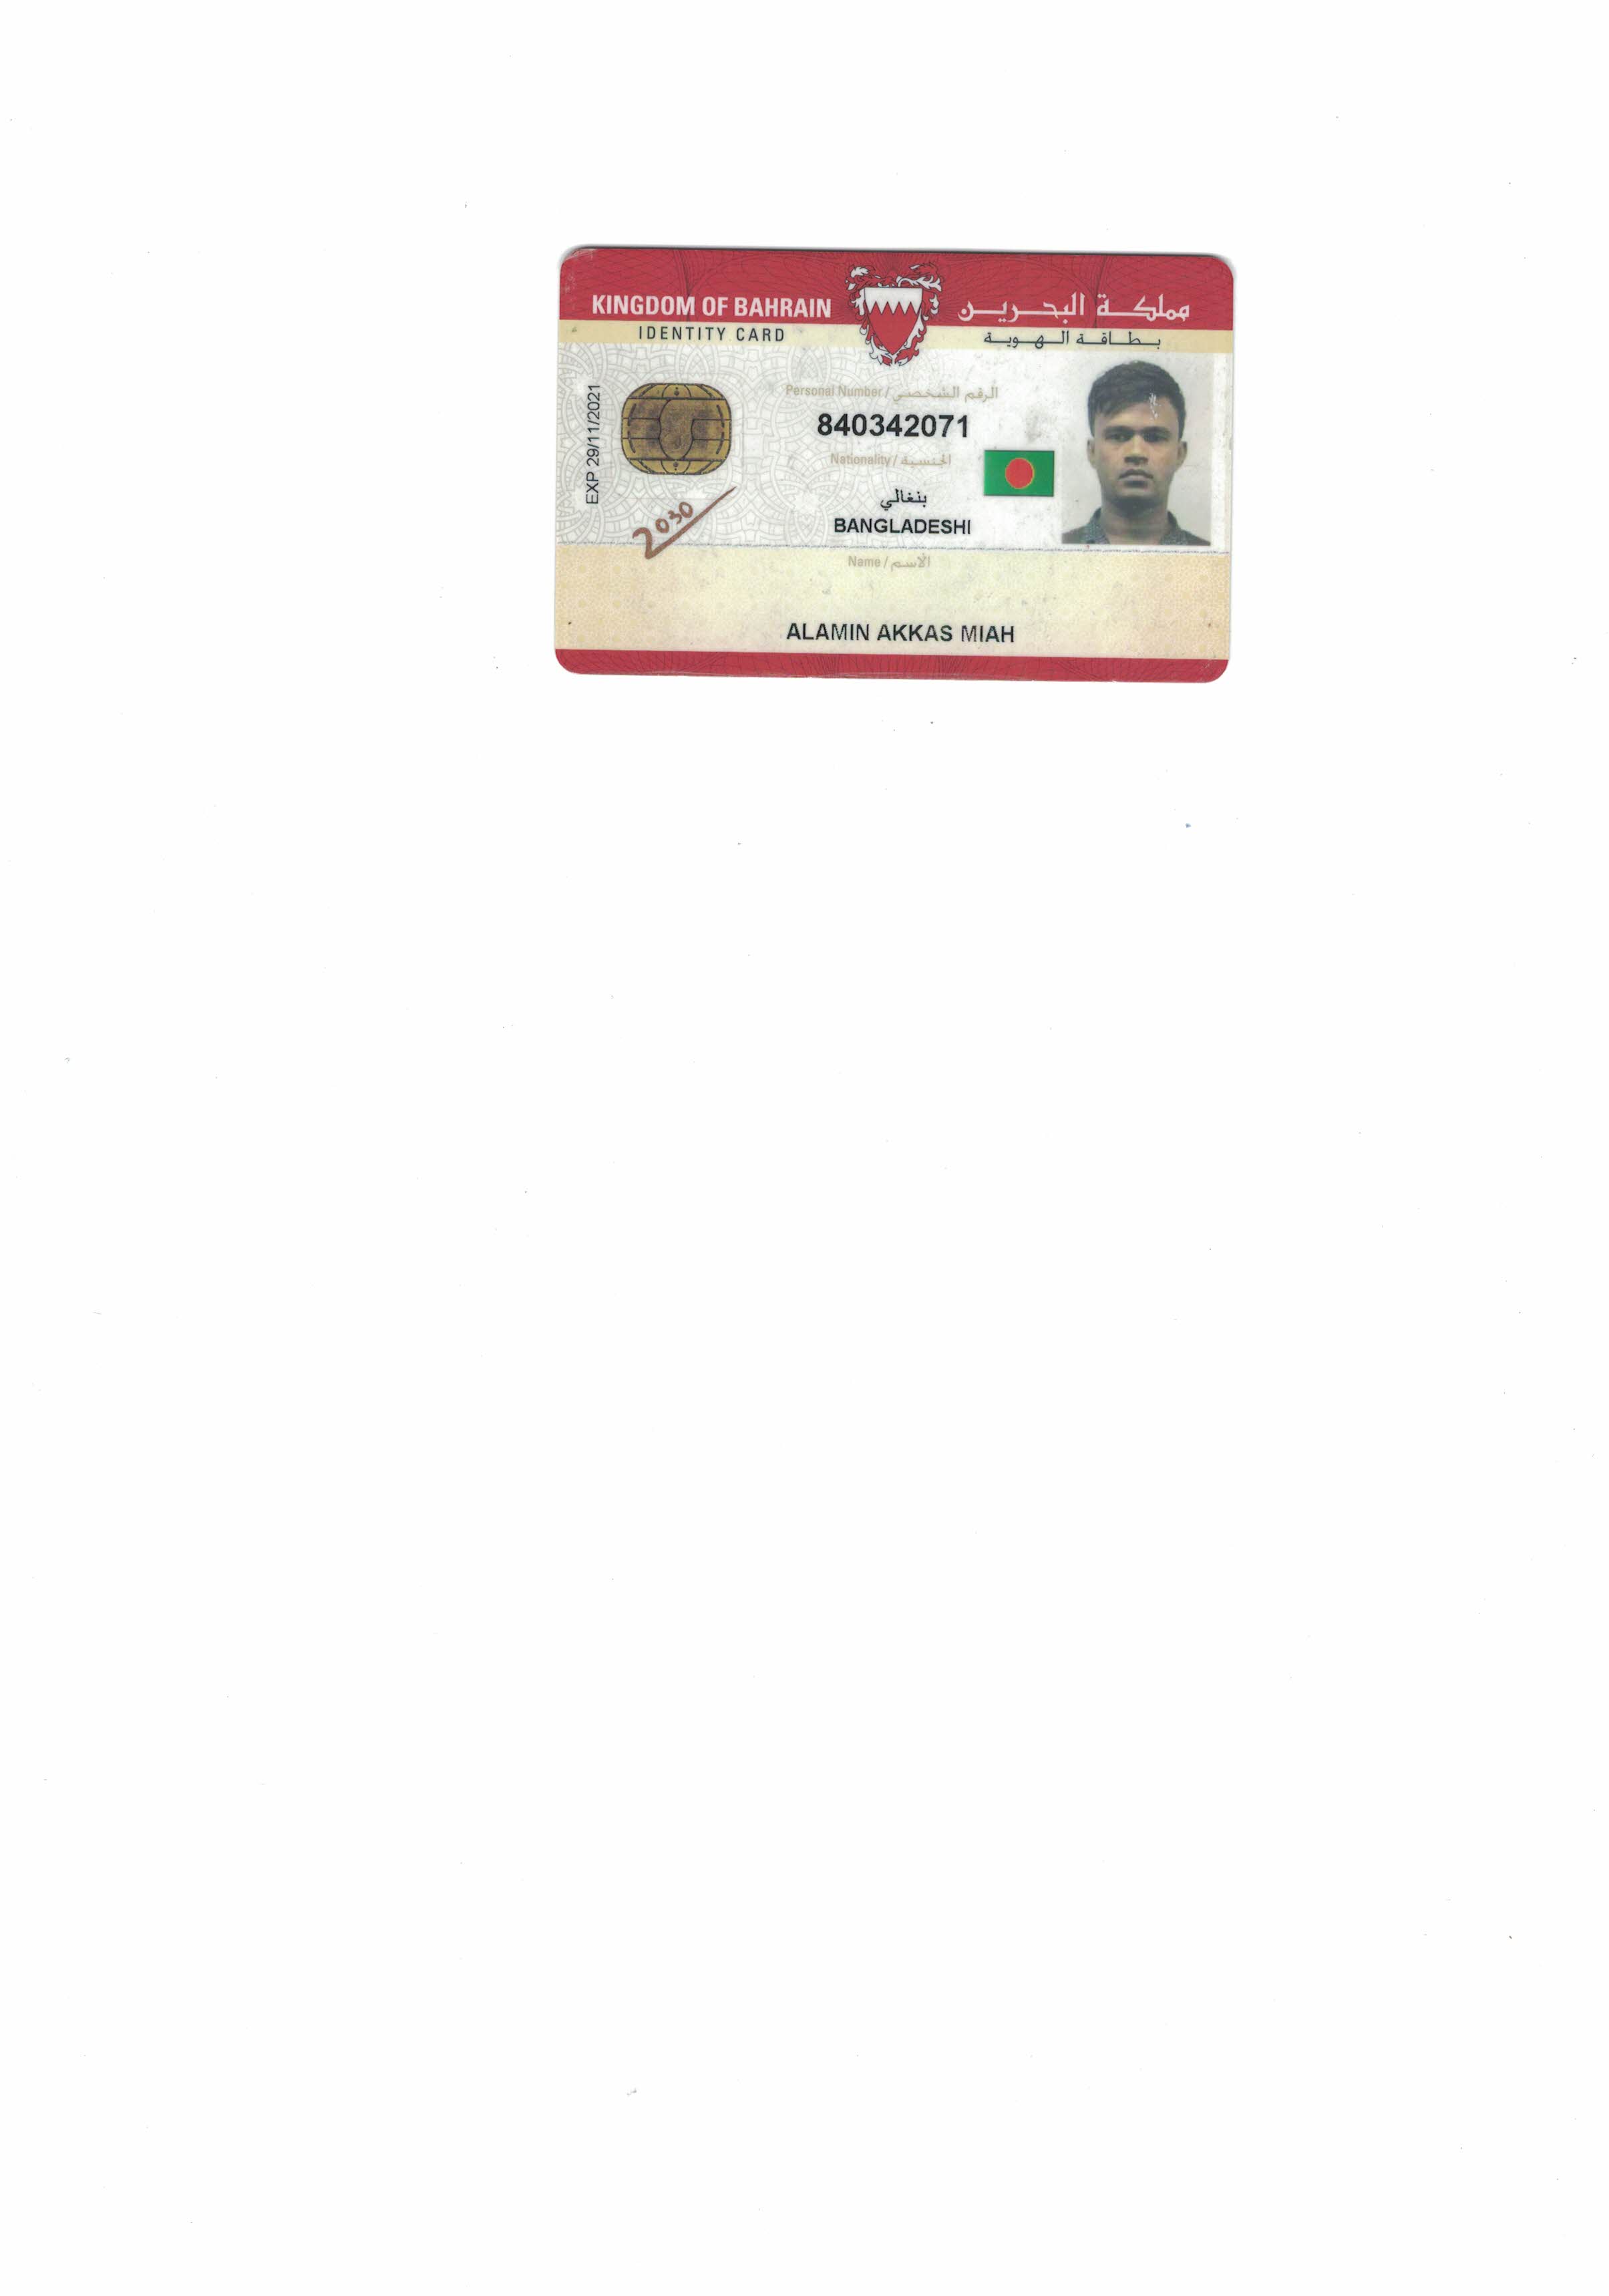 KINGDOM OF BAHRAIN مملكة البحرين
IDENTITY CARD بطاقة الهوية
EXP 29/11/2021
Personal Number / الرقم الشخصي
840342071
Nationality / الجنسية
بنغالي
BANGLADESHI
2030
Name / الاسم
ALAMIN AKKAS MIAH